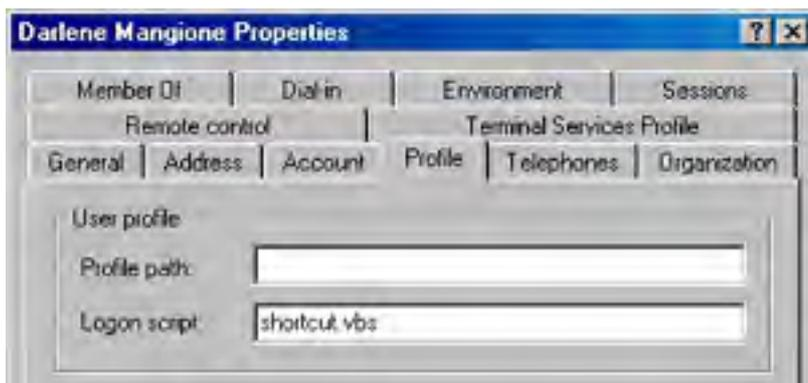 Darlene Mangione Properties
Member Of Dial-in Environment Sessions
Remote control Terminal Services Profile
General Address Account Profile Telephones Organization
User profile
Profile path:
Logon script: shortcut.vbs